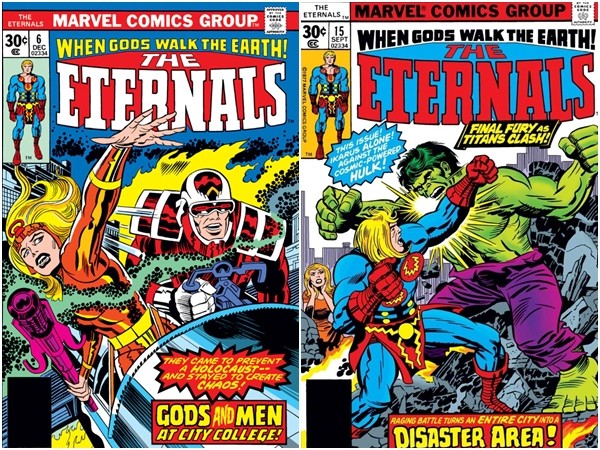 THE ETERNALS
MARVEL COMICS GROUP
30¢
6
DEC
02334
WHEN GODS WALK THE EARTH!
THE
ETERNALS
THEY CAME TO PREVENT
A HOLOCAUST--
AND STAYED TO CREATE
CHAOS!
GODS AND MEN
AT CITY COLLEGE!
THE ETERNALS
MARVEL COMICS GROUP
30¢
15
SEPT
02334
WHEN GODS WALK THE EARTH!
THE
ETERNALS
THIS ISSUE:
IKARUS ALONE!
AGAINST THE
COSMIC-POWERED
HULK!
FINAL FURY AS
TITANS CLASH!
RAGING BATTLE TURNS AN ENTIRE CITY INTO A
DISASTER AREA!